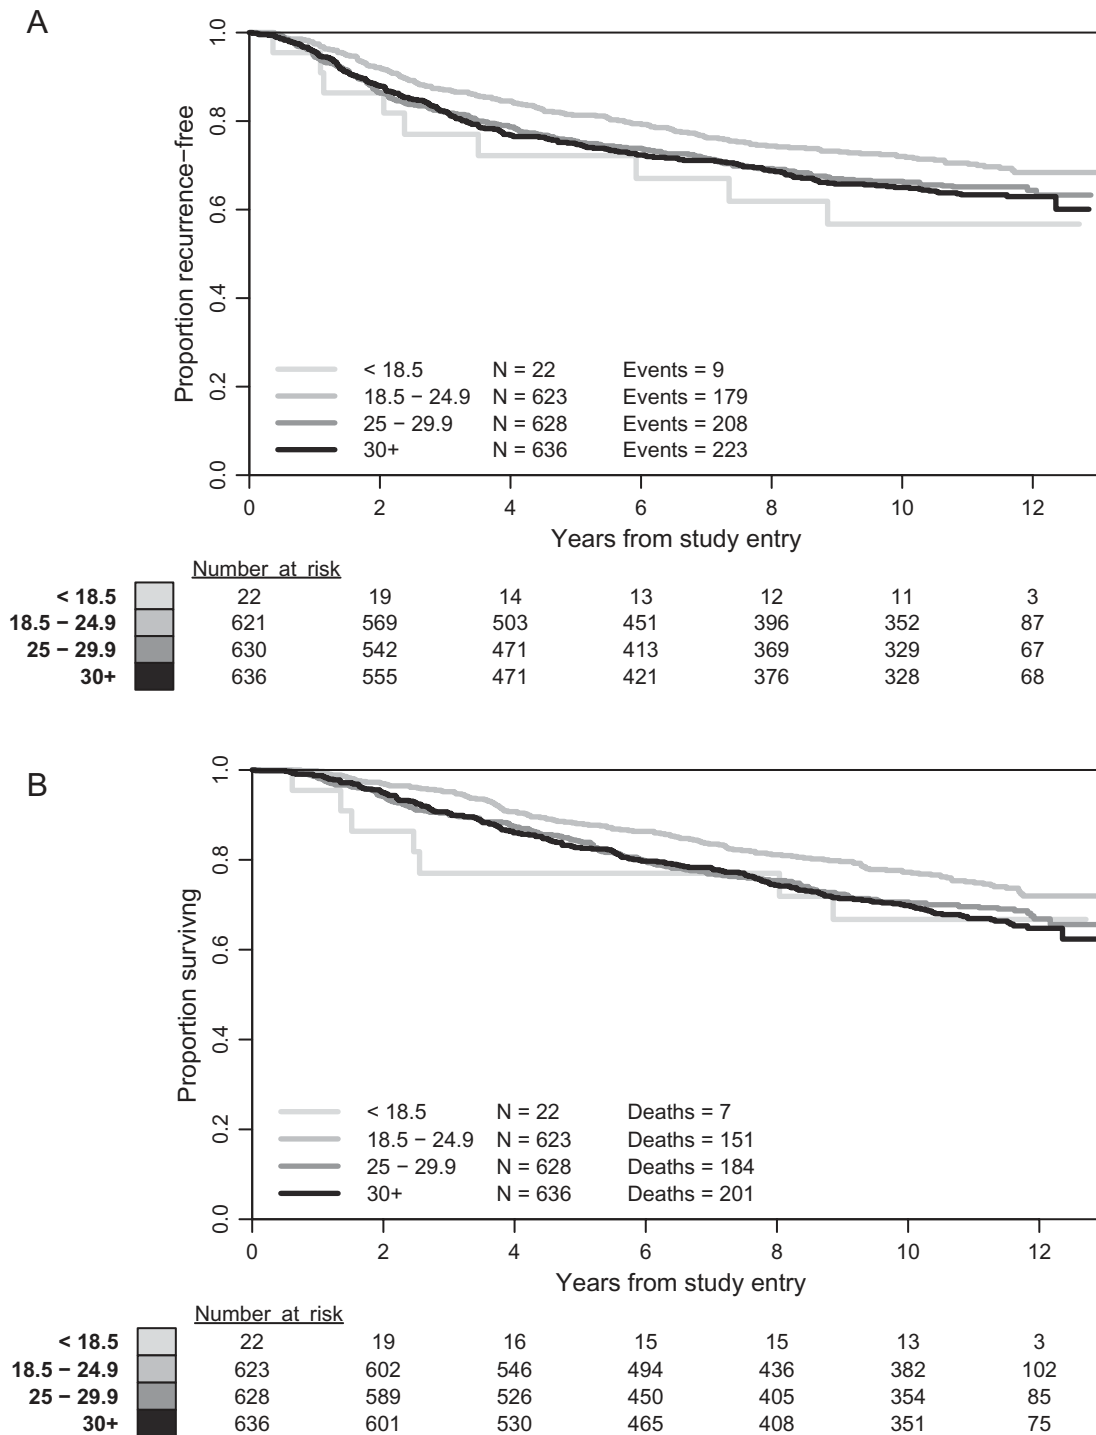 A
Proportion recurrence−free
1.0
0.8
0.6
0.4
0.2
0.0
< 18.5 N = 22 Events = 9
18.5 − 24.9 N = 623 Events = 179
25 − 29.9 N = 628 Events = 208
30+ N = 636 Events = 223
0 2 4 6 8 10 12
Years from study entry
Number at risk
< 18.5 22 19 14 13 12 11 3
18.5 − 24.9 621 569 503 451 396 352 87
25 − 29.9 630 542 471 413 369 329 67
30+ 636 555 471 421 376 328 68
B
Proportion survivng
1.0
0.8
0.6
0.4
0.2
0.0
< 18.5 N = 22 Deaths = 7
18.5 − 24.9 N = 623 Deaths = 151
25 − 29.9 N = 628 Deaths = 184
30+ N = 636 Deaths = 201
0 2 4 6 8 10 12
Years from study entry
Number at risk
< 18.5 22 19 16 15 15 13 3
18.5 − 24.9 623 602 546 494 436 382 102
25 − 29.9 628 589 526 450 405 354 85
30+ 636 601 530 465 408 351 75